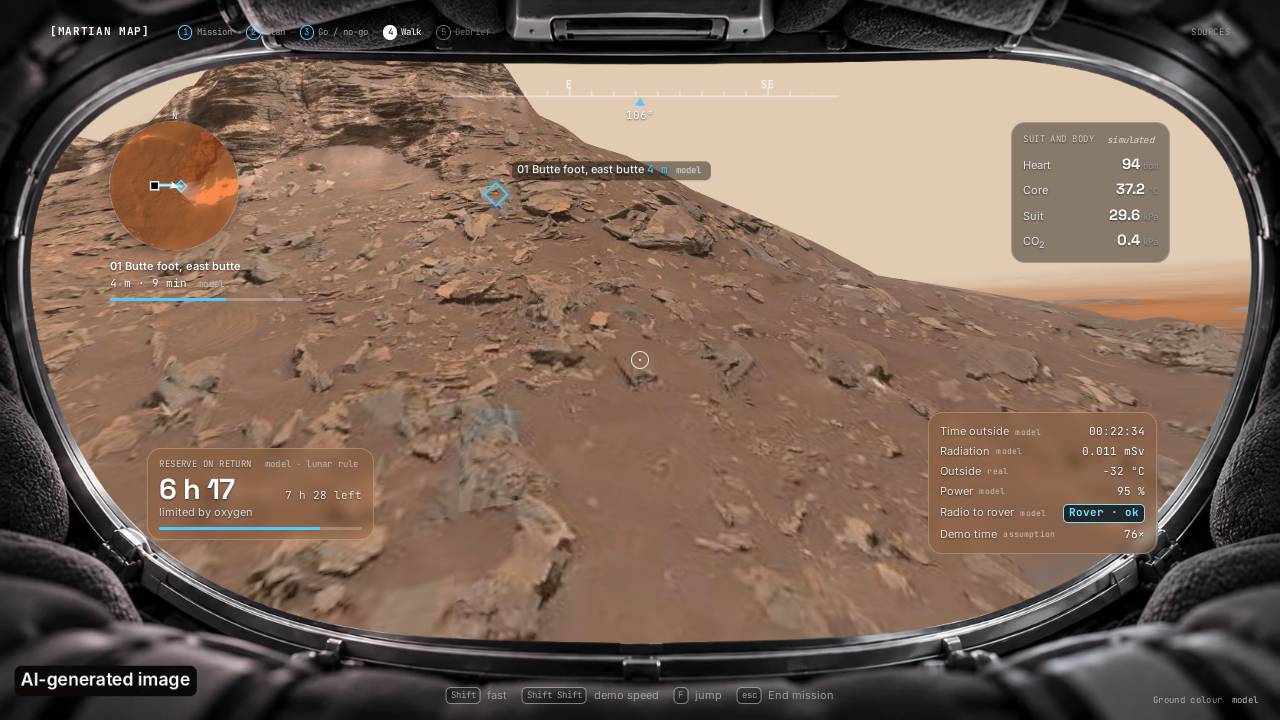 [MARTIAN MAP]
1 Mission
2 Plan
3 Go / no-go
4 Walk
5 Debrief
SOURCES
E
SE
106°
N
01 Butte foot, east butte 4 m model
01 Butte foot, east butte
4 m · 9 min model
SUIT AND BODY simulated
Heart 94 bpm
Core 37.2 °C
Suit 29.6 kPa
CO2 0.4 kPa
RESERVE ON RETURN model · lunar rule
6 h 17 7 h 28 left
limited by oxygen
Time outside model 00:22:34
Radiation model 0.011 mSv
Outside real -32 °C
Power model 95 %
Radio to rover model Rover · ok
Demo time assumption 76×
AI-generated image
Shift fast Shift Shift demo speed F jump esc End mission
Ground colour model